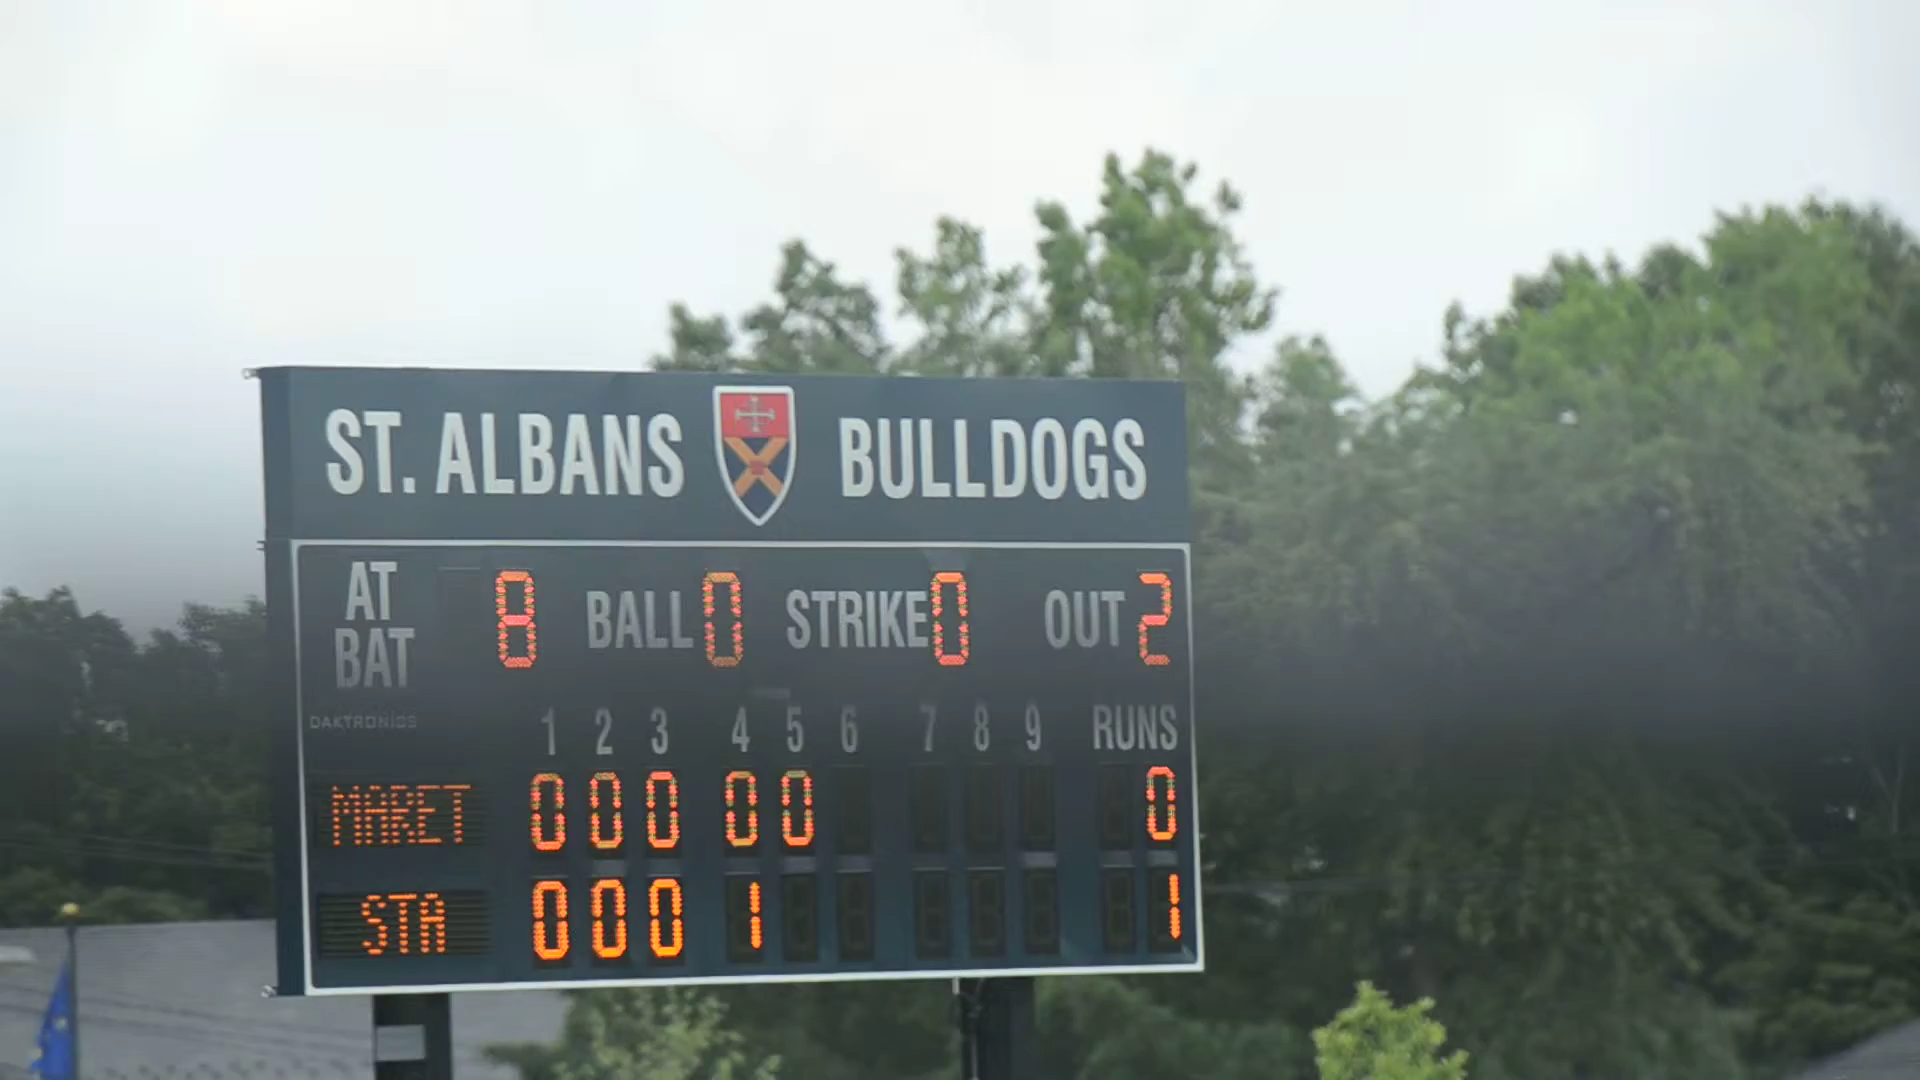 ST. ALBANS BULLDOGS
AT BAT 8 BALL 0 STRIKE 0 OUT 2
DAKTRONICS
1 2 3 4 5 6 7 8 9 RUNS
MARET 0 0 0 0 0 0
STA 0 0 0 1 1